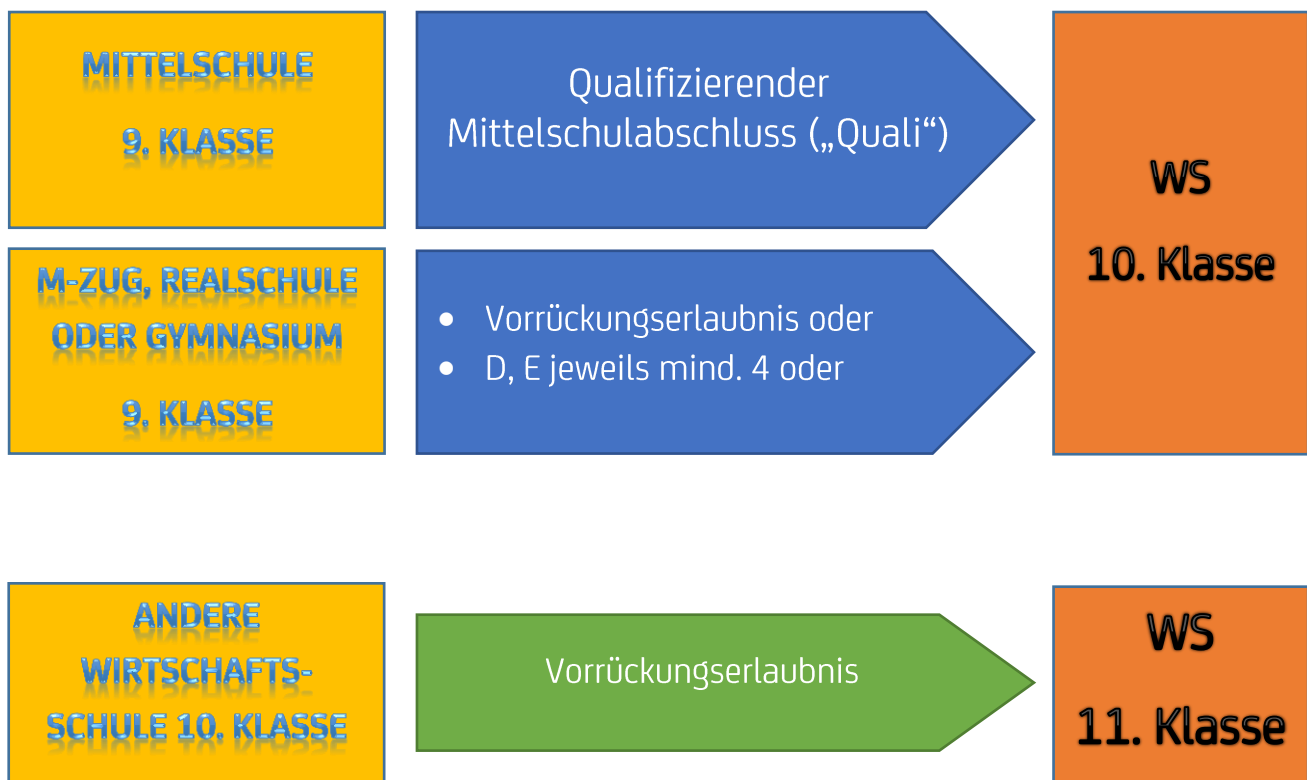 MITTELSCHULE
9. KLASSE
Qualifizierender
Mittelschulabschluss („Quali“)
M-ZUG, REALSCHULE
ODER GYMNASIUM
9. KLASSE
• Vorrückungserlaubnis oder
• D, E jeweils mind. 4 oder
WS
10. Klasse
ANDERE
WIRTSCHAFTS-
SCHULE 10. KLASSE
Vorrückungserlaubnis
WS
11. Klasse